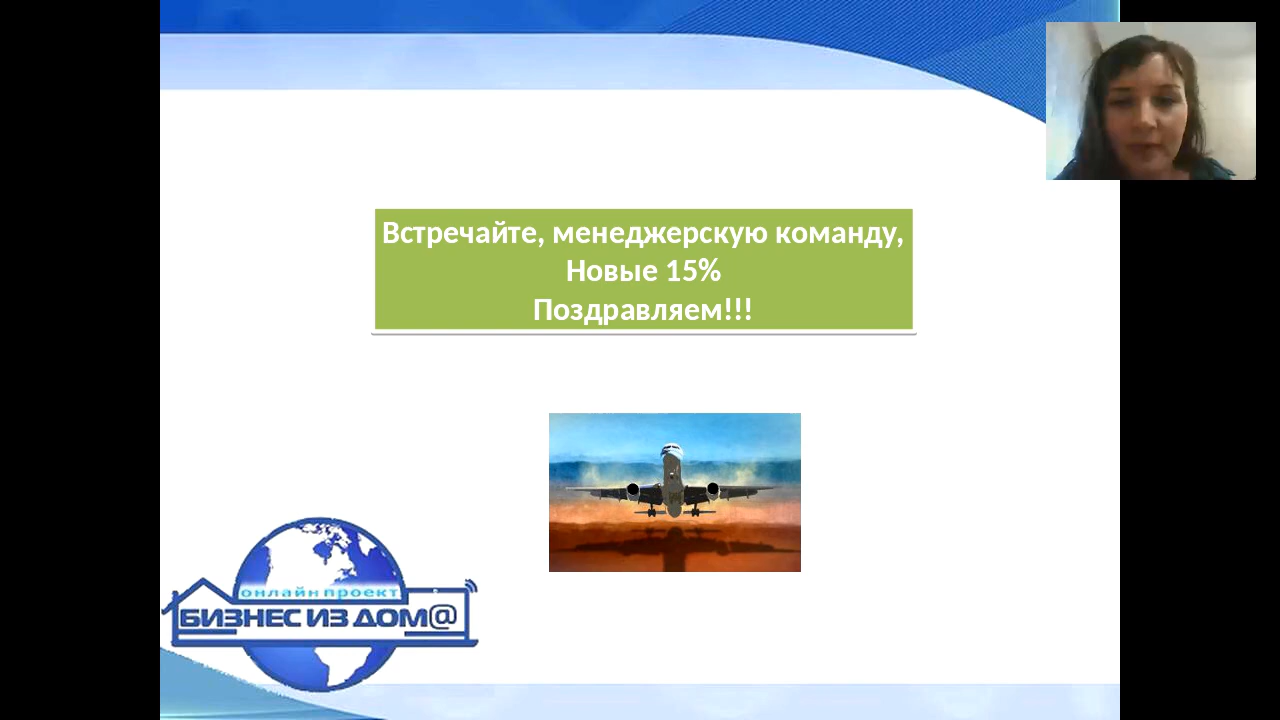 Встречайте, менеджерскую команду,
Новые 15%
Поздравляем!!!
онлайн проект
БИЗНЕС ИЗ ДОМ@